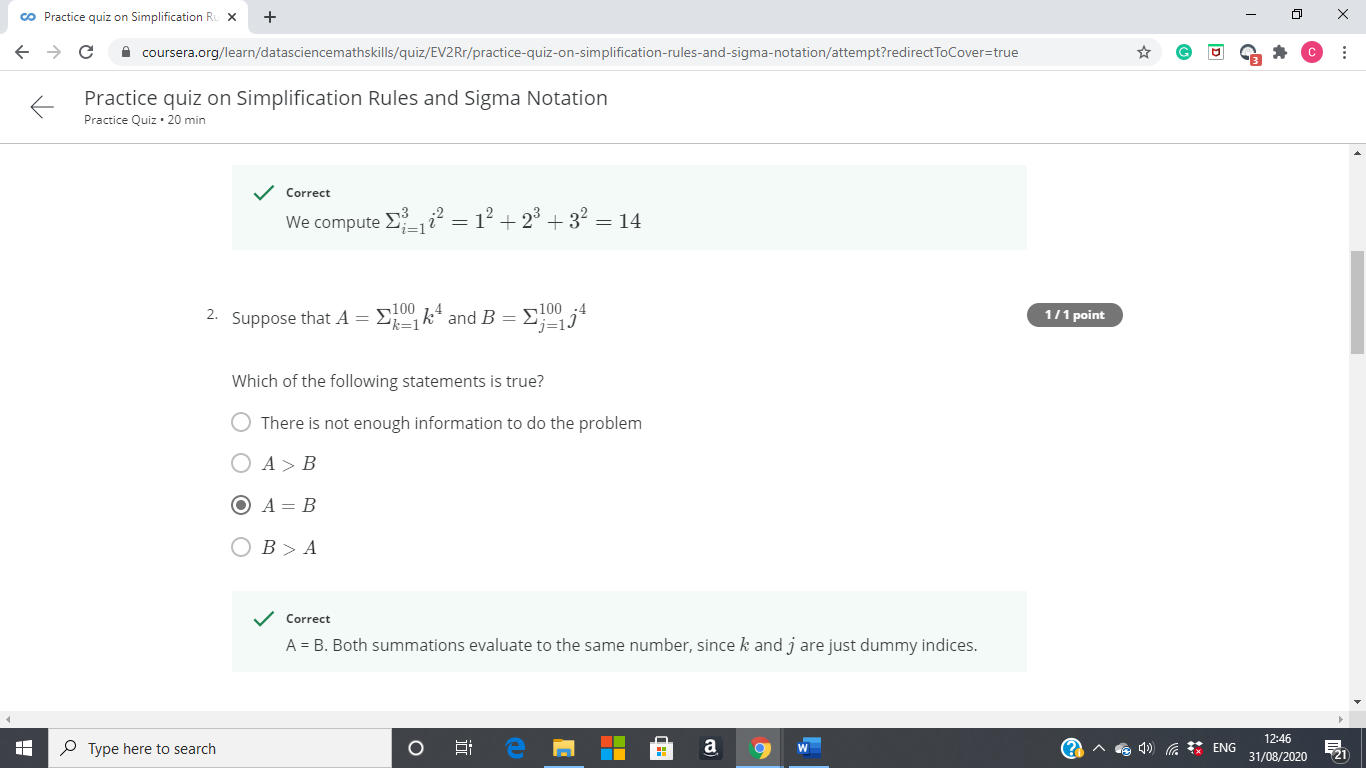 Practice quiz on Simplification Ru
coursera.org/learn/datasciencemathskills/quiz/EV2Rr/practice-quiz-on-simplification-rules-and-sigma-notation/attempt?redirectToCover=true
3
C
Practice quiz on Simplification Rules and Sigma Notation
Practice Quiz • 20 min
Correct
We compute Σ³ᵢ₌₁ i² = 1² + 2³ + 3² = 14
2. Suppose that A = Σ¹⁰⁰ₖ₌₁ k⁴ and B = Σ¹⁰⁰ⱼ₌₁ j⁴
1 / 1 point
Which of the following statements is true?
There is not enough information to do the problem
A > B
A = B
B > A
Correct
A = B. Both summations evaluate to the same number, since k and j are just dummy indices.
Type here to search
ENG
12:46
31/08/2020
21